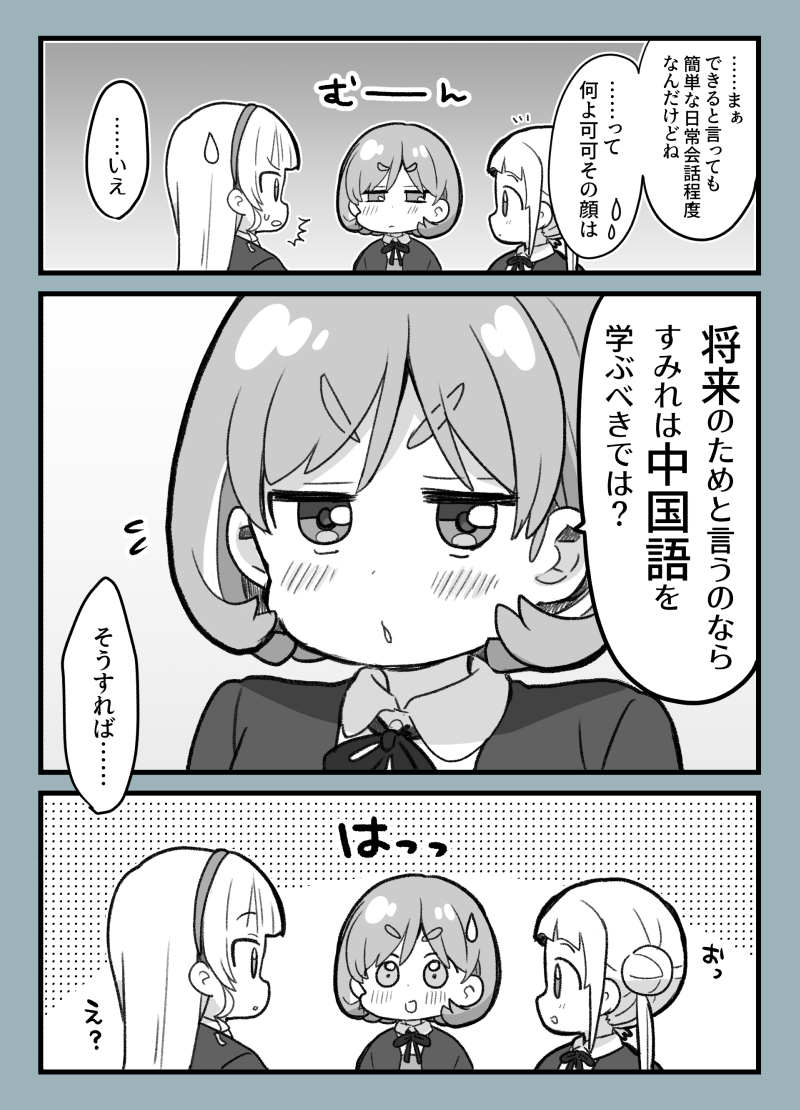 ……まぁ
できると言っても
簡単な日常会話程度
なんだけどね
……って
何よ可可その顔は
むーーん
……いえ
将来のためと言うのなら
すみれは中国語を
学ぶべきでは？
そうすれば……
はっっ
おっ
え？